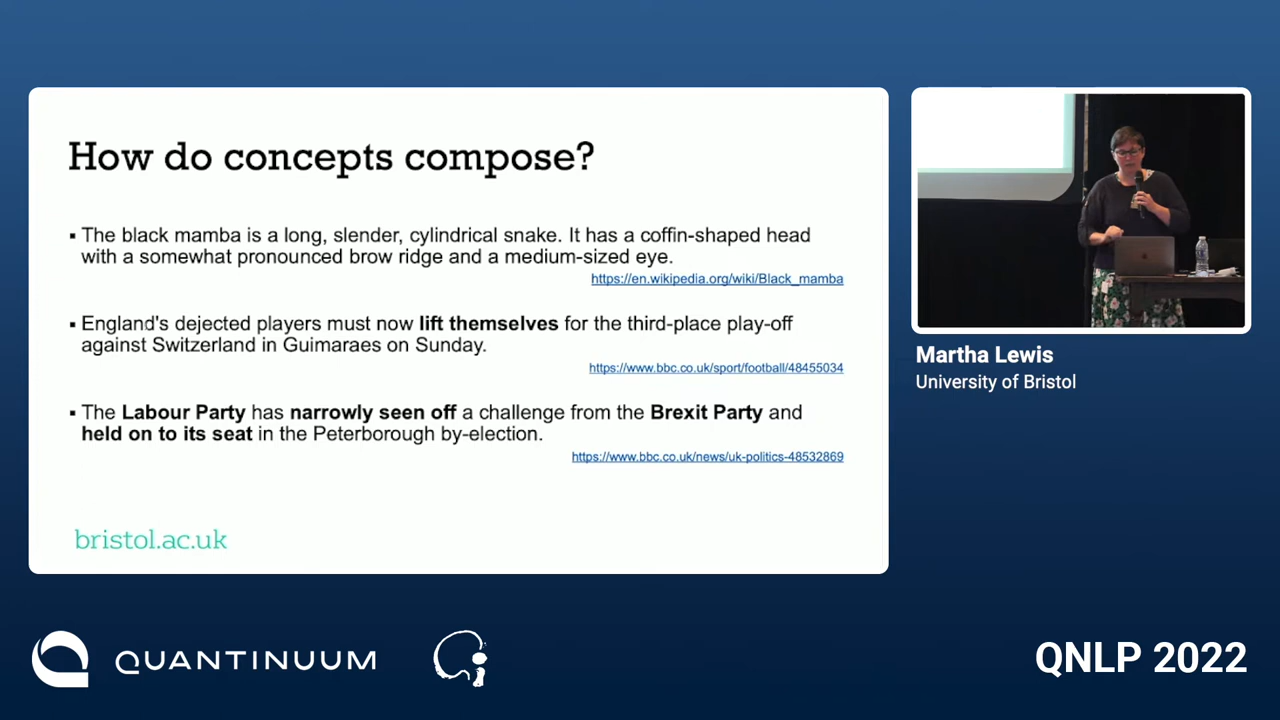 How do concepts compose?
▪ The black mamba is a long, slender, cylindrical snake. It has a coffin-shaped head
with a somewhat pronounced brow ridge and a medium-sized eye.
https://en.wikipedia.org/wiki/Black_mamba
▪ England's dejected players must now lift themselves for the third-place play-off
against Switzerland in Guimaraes on Sunday.
https://www.bbc.co.uk/sport/football/48455034
▪ The Labour Party has narrowly seen off a challenge from the Brexit Party and
held on to its seat in the Peterborough by-election.
https://www.bbc.co.uk/news/uk-politics-48532869
bristol.ac.uk
Martha Lewis
University of Bristol
QUANTINUUM
QNLP 2022